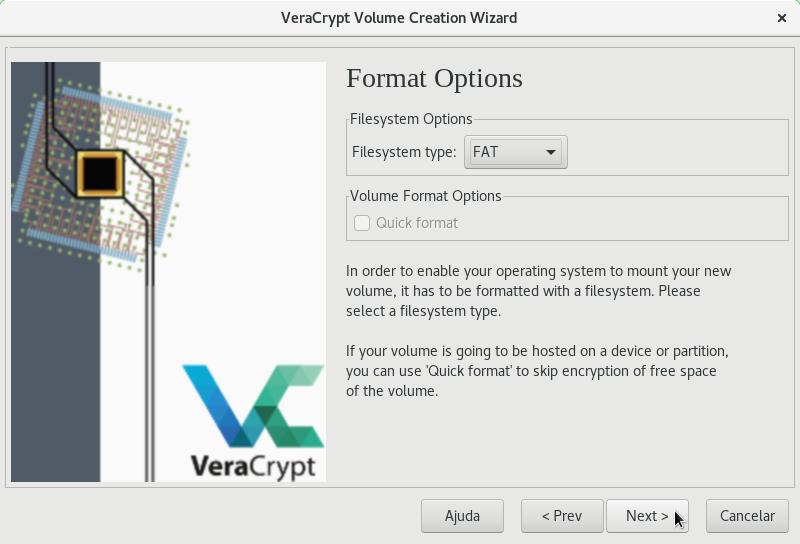 VeraCrypt Volume Creation Wizard
Format Options
Filesystem Options
Filesystem type: FAT
Volume Format Options
Quick format
In order to enable your operating system to mount your new
volume, it has to be formatted with a filesystem. Please
select a filesystem type.
If your volume is going to be hosted on a device or partition,
you can use 'Quick format' to skip encryption of free space
of the volume.
VeraCrypt
Ajuda
< Prev
Next >
Cancelar